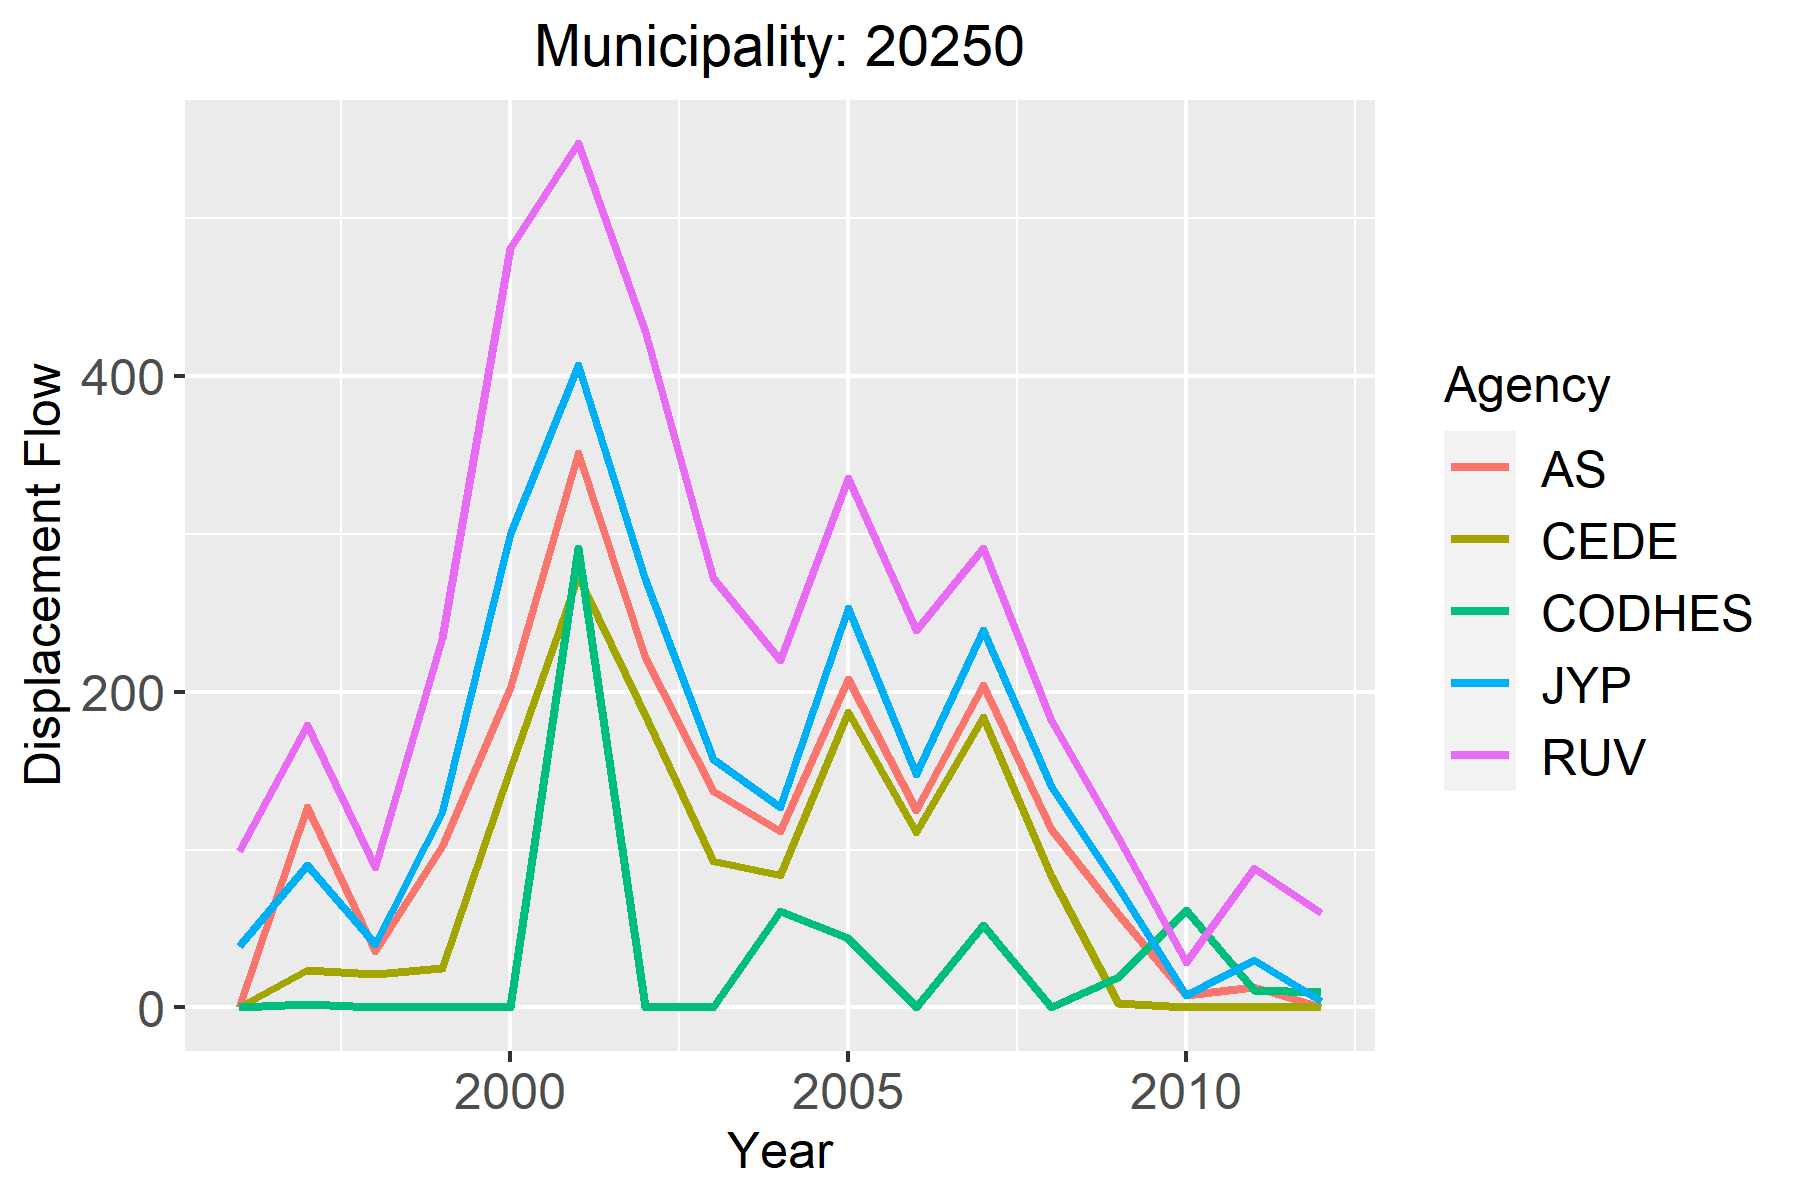 Municipality: 20250
Displacement Flow
400
200
0
2000 2005 2010
Year
Agency
AS
CEDE
CODHES
JYP
RUV